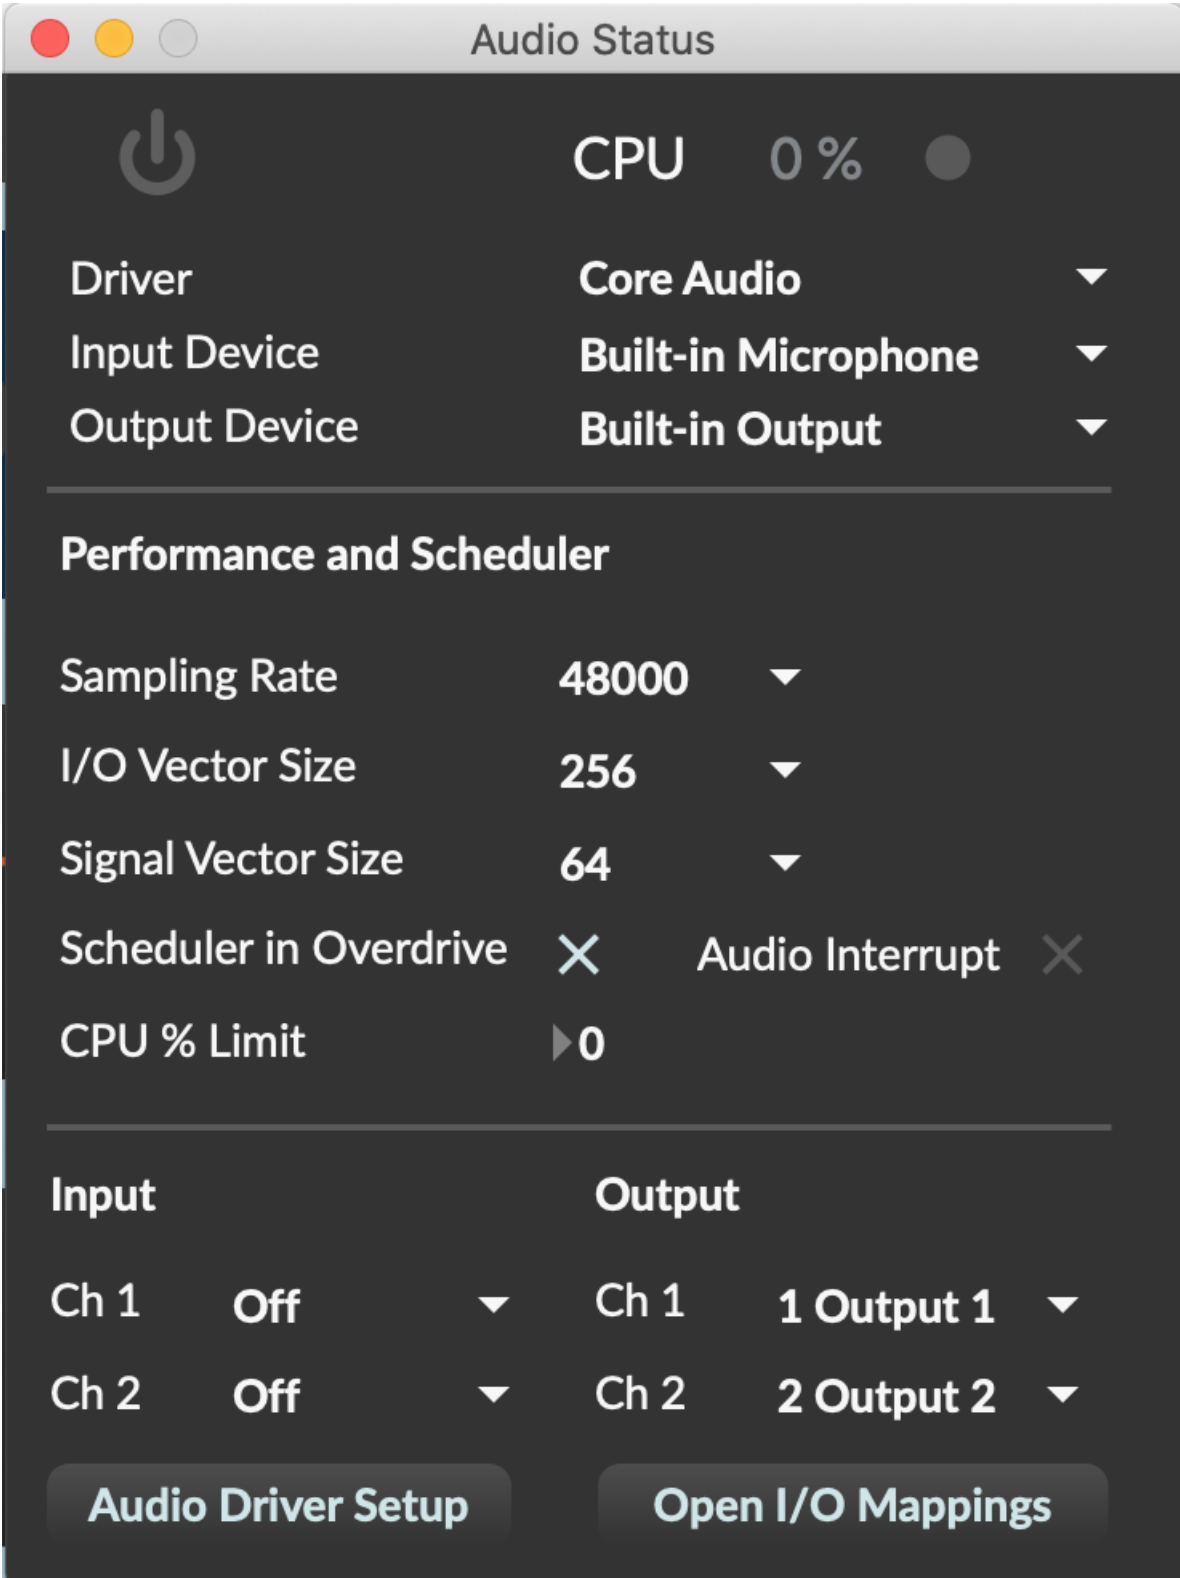 Audio Status
CPU 0 %
Driver Core Audio
Input Device Built-in Microphone
Output Device Built-in Output
Performance and Scheduler
Sampling Rate 48000
I/O Vector Size 256
Signal Vector Size 64
Scheduler in Overdrive Audio Interrupt
CPU % Limit 0
Input Output
Ch 1 Off Ch 1 1 Output 1
Ch 2 Off Ch 2 2 Output 2
Audio Driver Setup Open I/O Mappings